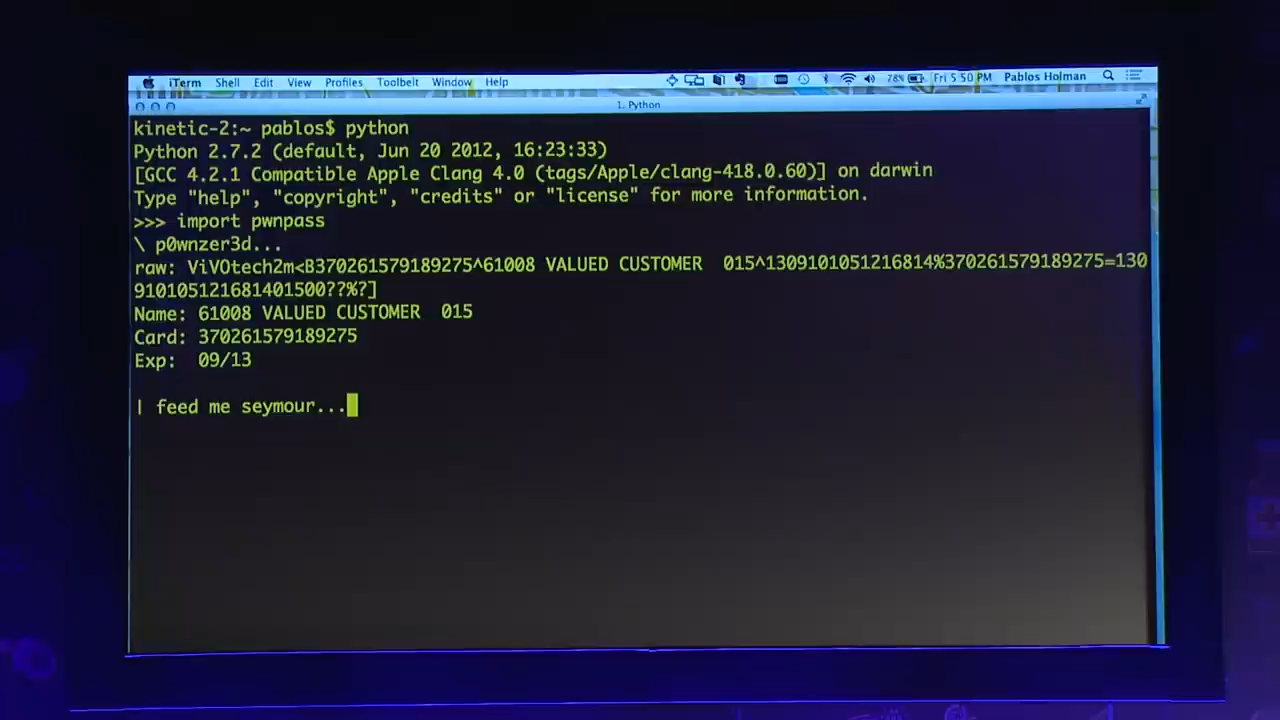 iTerm Shell Edit View Profiles Toolbelt Window Help 78% Fri 5:50 PM Pablos Holman
1. Python
kinetic-2:~ pablos$ python
Python 2.7.2 (default, Jun 20 2012, 16:23:33)
[GCC 4.2.1 Compatible Apple Clang 4.0 (tags/Apple/clang-418.0.60)] on darwin
Type "help", "copyright", "credits" or "license" for more information.
>>> import pwnpass
\ p0wnzer3d...
raw: ViVOtech2m<B370261579189275^61008 VALUED CUSTOMER  015^1309101051216814%370261579189275=130
910105121681401500??%?]
Name: 61008 VALUED CUSTOMER  015
Card: 370261579189275
Exp:  09/13
| feed me seymour...